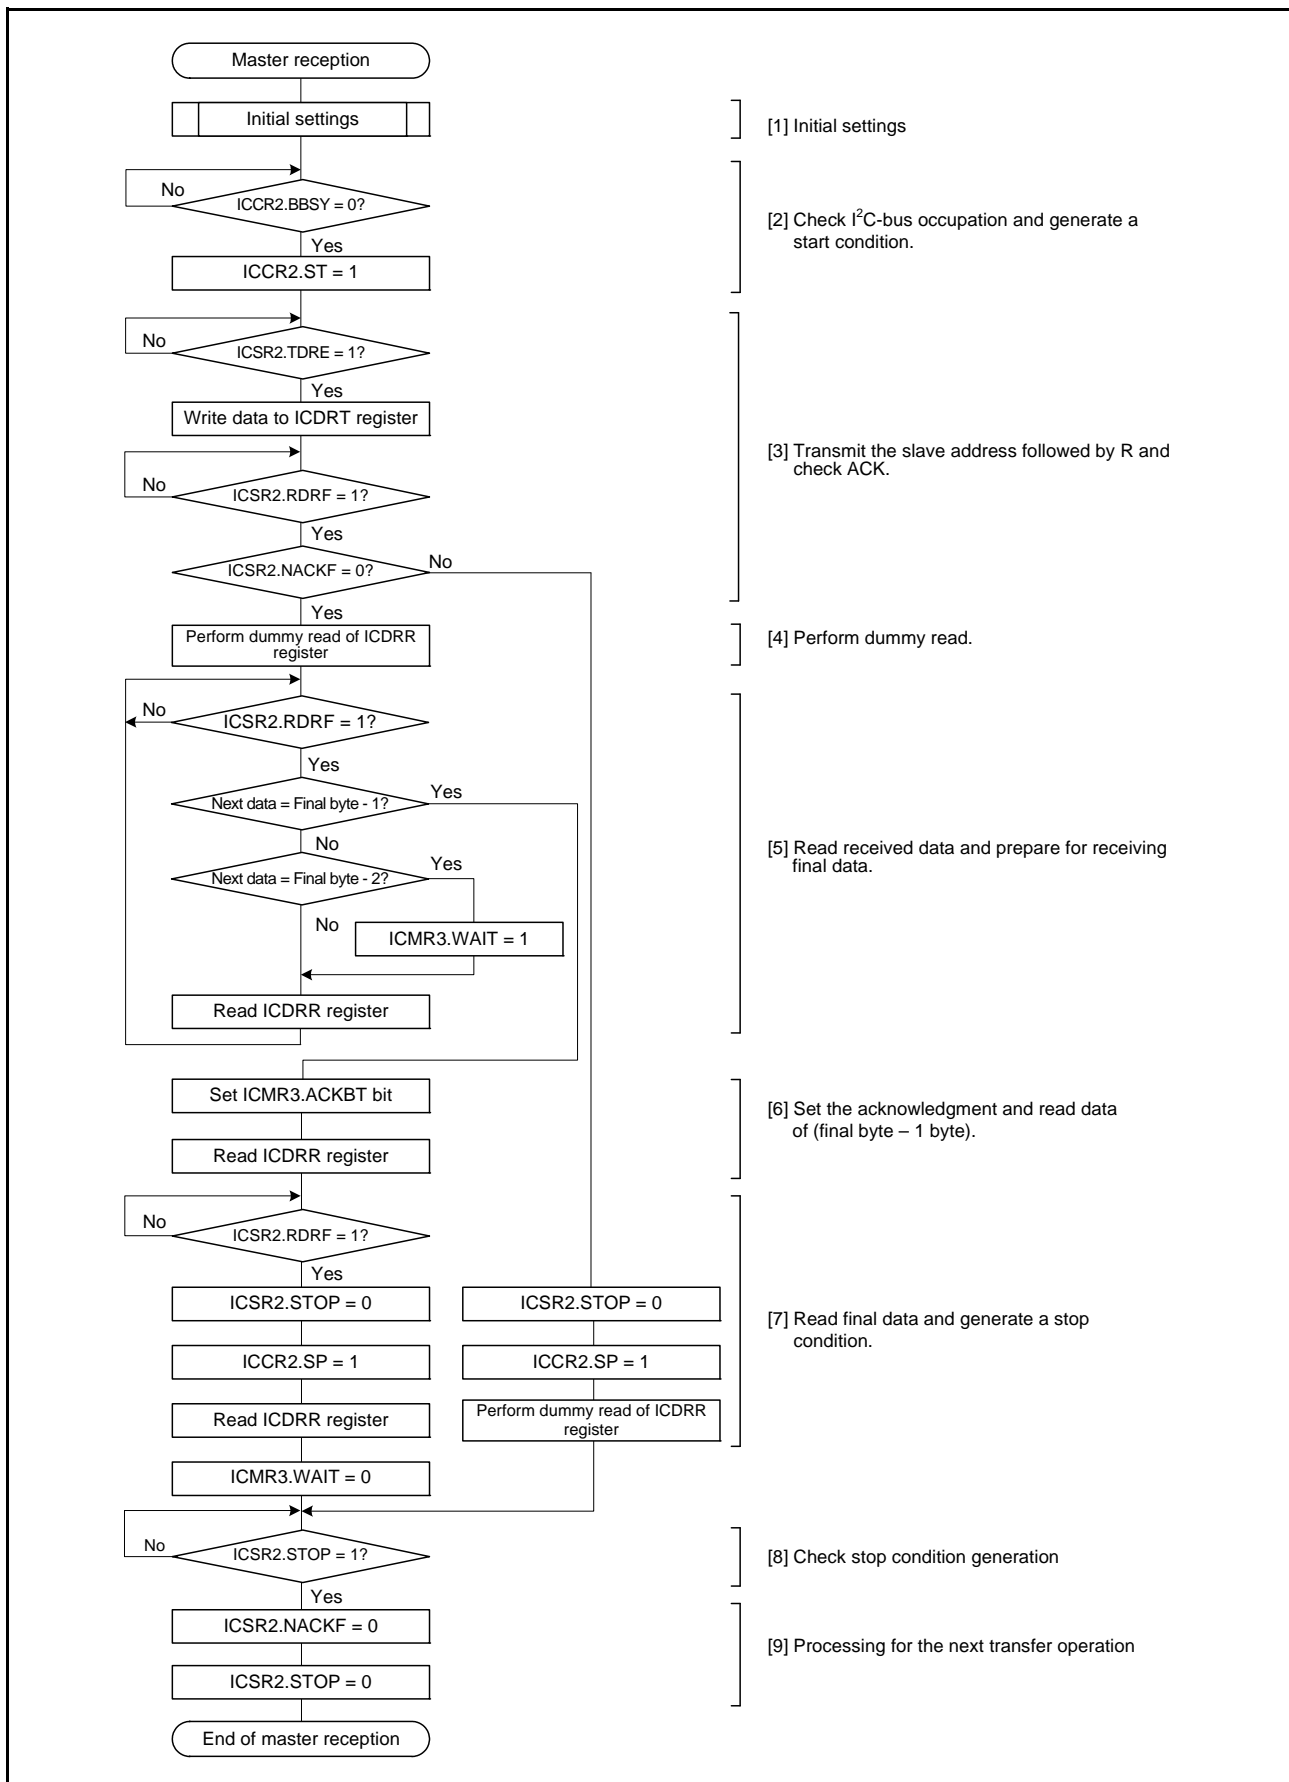 Master reception
Initial settings
[1] Initial settings
No
ICCR2.BBSY = 0?
Yes
[2] Check I²C-bus occupation and generate a
start condition.
ICCR2.ST = 1
No
ICSR2.TDRE = 1?
Yes
Write data to ICDRT register
[3] Transmit the slave address followed by R and
check ACK.
No
ICSR2.RDRF = 1?
Yes
ICSR2.NACKF = 0?
No
Yes
Perform dummy read of ICDRR
register
[4] Perform dummy read.
No
ICSR2.RDRF = 1?
Yes
Next data = Final byte - 1?
Yes
No
[5] Read received data and prepare for receiving
final data.
Next data = Final byte - 2?
Yes
No
ICMR3.WAIT = 1
Read ICDRR register
Set ICMR3.ACKBT bit
[6] Set the acknowledgment and read data
of (final byte – 1 byte).
Read ICDRR register
No
ICSR2.RDRF = 1?
Yes
ICSR2.STOP = 0
ICSR2.STOP = 0
[7] Read final data and generate a stop
condition.
ICCR2.SP = 1
ICCR2.SP = 1
Read ICDRR register
Perform dummy read of ICDRR
register
ICMR3.WAIT = 0
No
ICSR2.STOP = 1?
[8] Check stop condition generation
Yes
ICSR2.NACKF = 0
[9] Processing for the next transfer operation
ICSR2.STOP = 0
End of master reception